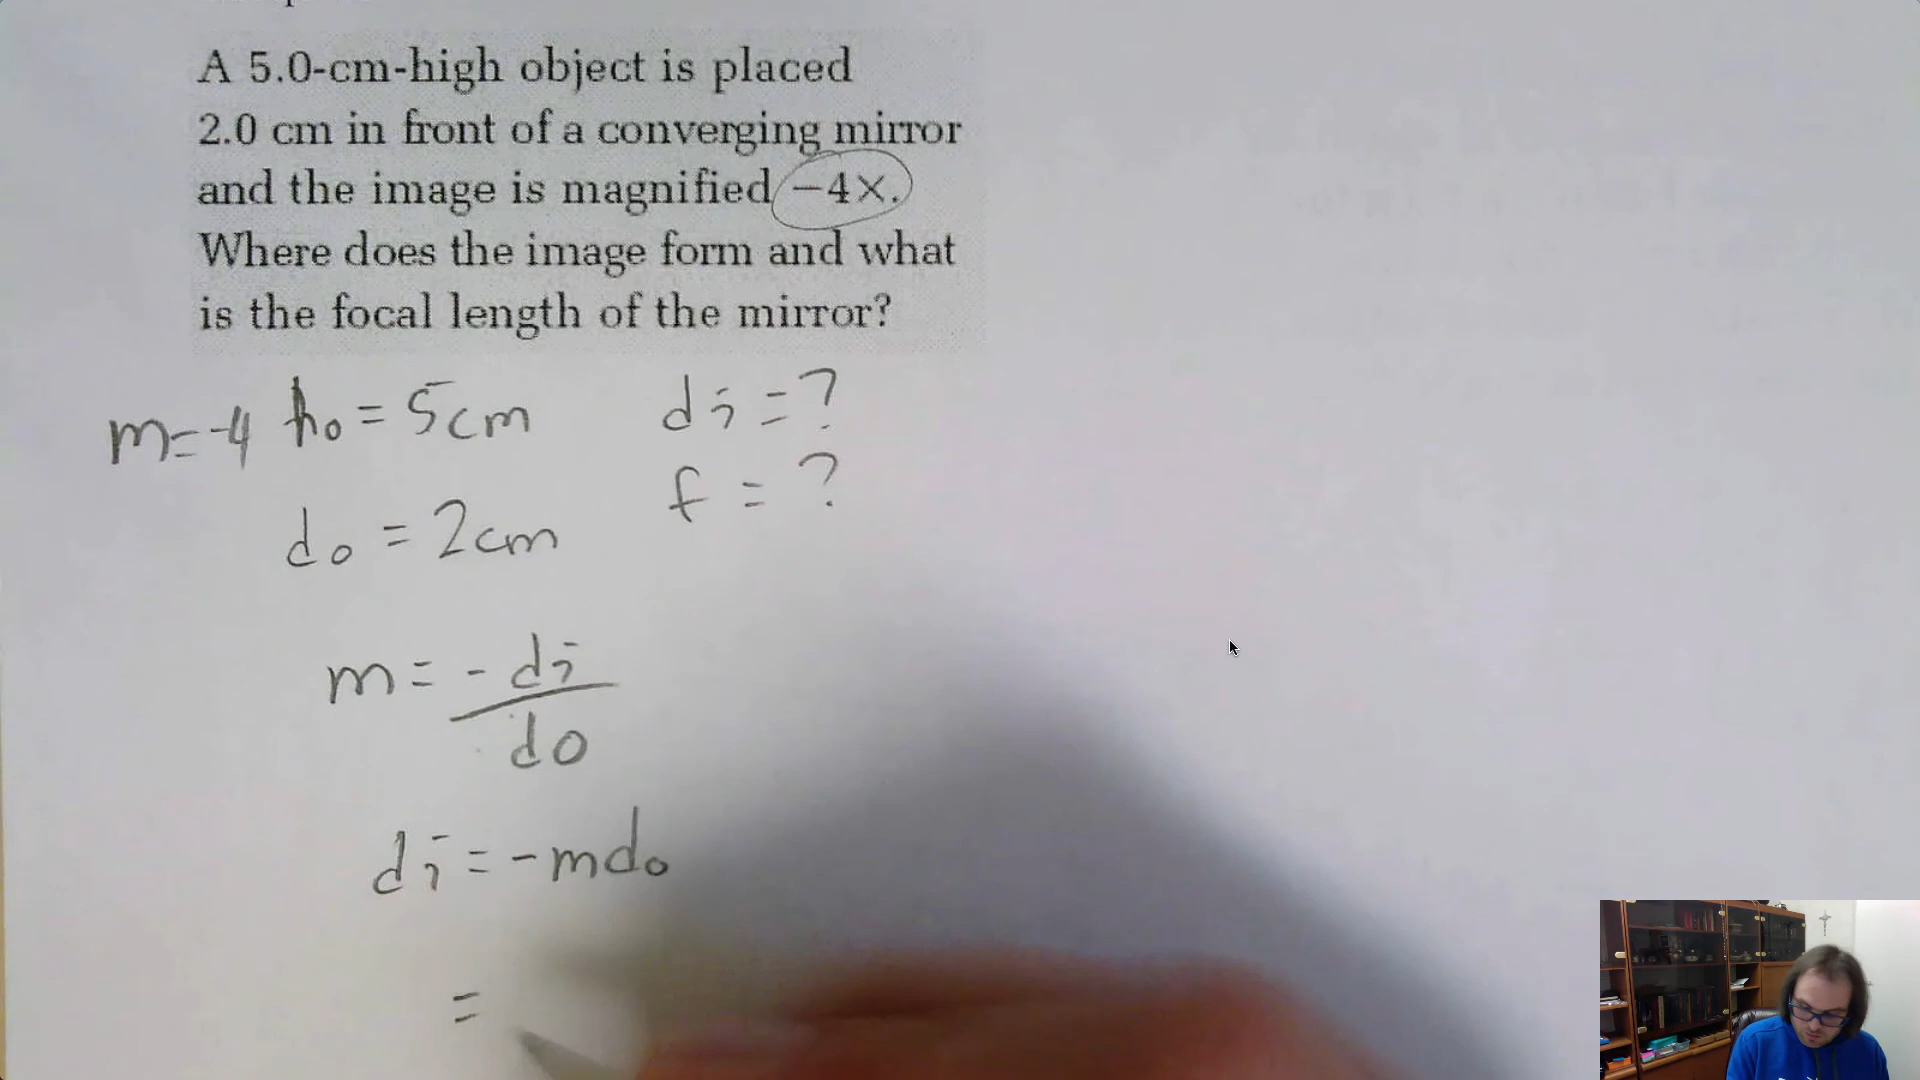 A 5.0-cm-high object is placed
2.0 cm in front of a converging mirror
and the image is magnified −4×.
Where does the image form and what
is the focal length of the mirror?
m=-4 ho = 5cm di = ?
f = ?
do = 2cm
m = -di/do
di = -mdo
=